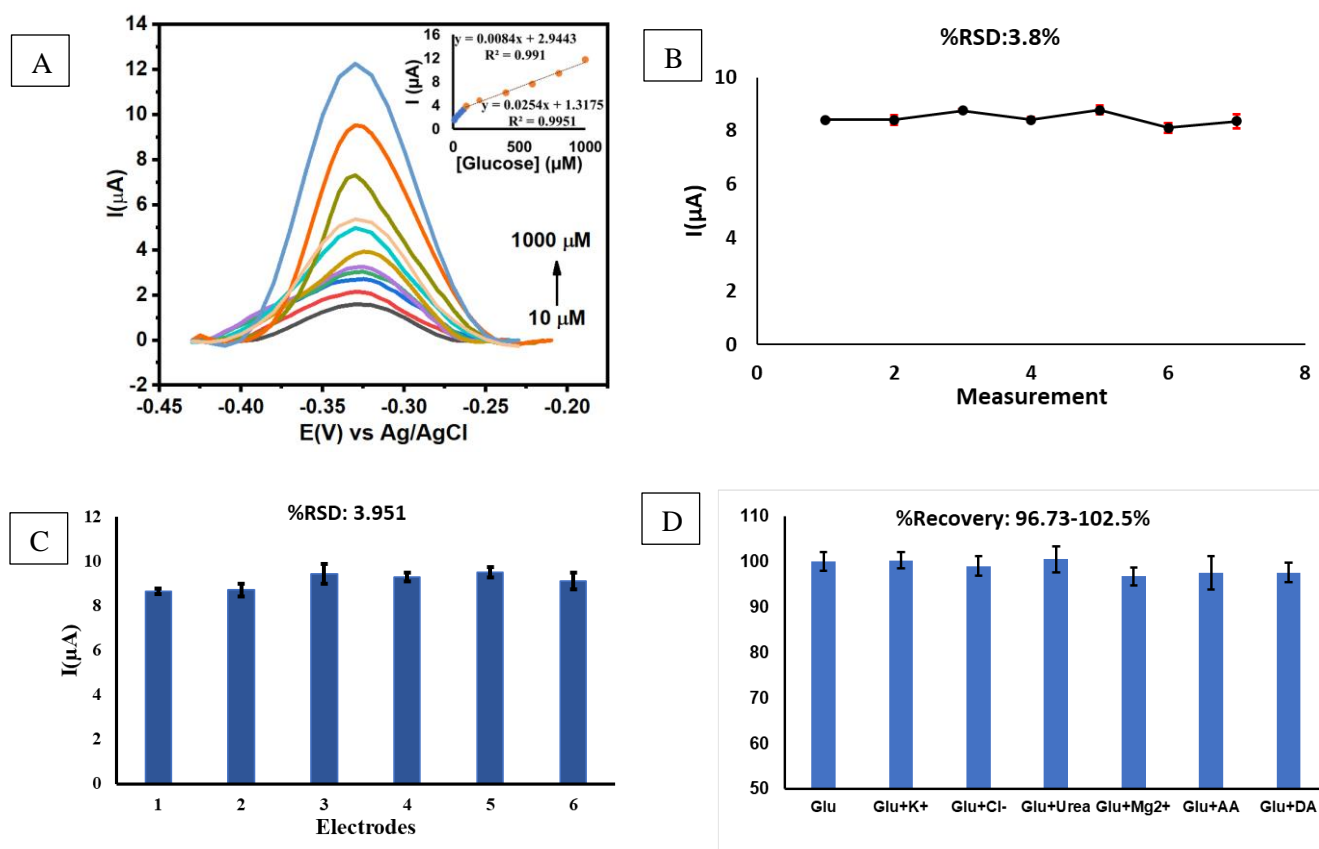 A
14
12
10
8
6
4
2
0
-2
I(µA)
-0.45 -0.40 -0.35 -0.30 -0.25 -0.20
E(V) vs Ag/AgCl
1000 µM
10 µM
y = 0.0084x + 2.9443
R² = 0.991
y = 0.0254x + 1.3175
R² = 0.9951
16
12
8
4
0
I (µA)
0 500 1000
[Glucose] (µM)
B
%RSD:3.8%
10
8
6
4
2
0
I(µA)
0 2 4 6 8
Measurement
C
%RSD: 3.951
12
10
8
6
4
2
0
I(µA)
1 2 3 4 5 6
Electrodes
D
%Recovery: 96.73-102.5%
110
100
90
80
70
60
50
Glu Glu+K+ Glu+Cl- Glu+Urea Glu+Mg2+ Glu+AA Glu+DA